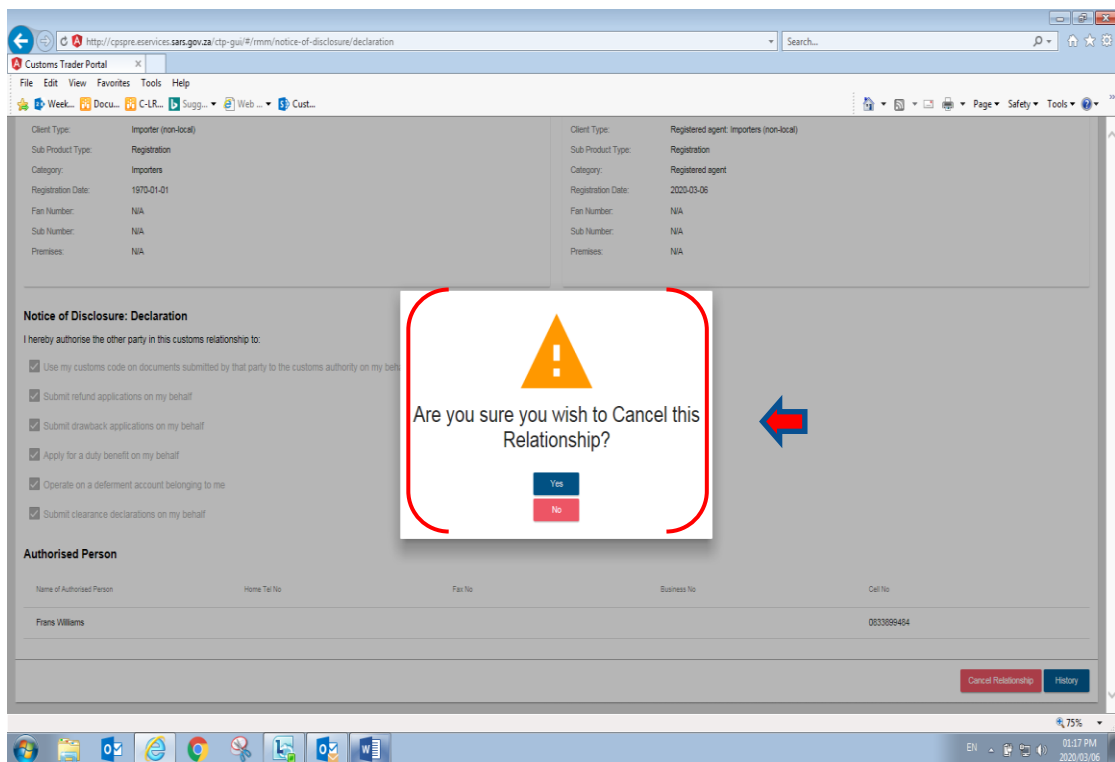 http://cpspre.eservices.sars.gov.za/ctp-gui/#/rmm/notice-of-disclosure/declaration
Search...
Customs Trader Portal
File Edit View Favorites Tools Help
Week... Docu... C-LR... Sugg... Web ... Cust...
Page Safety Tools
Client Type: Importer (non-local) Client Type: Registered agent: Importers (non-local)
Sub Product Type: Registration Sub Product Type: Registration
Category: Importers Category: Registered agent
Registration Date: 1970-01-01 Registration Date: 2020-03-06
Fan Number: N/A Fan Number: N/A
Sub Number: N/A Sub Number: N/A
Premises: N/A Premises: N/A
Notice of Disclosure: Declaration
I hereby authorise the other party in this customs relationship to:
Use my customs code on documents submitted by that party to the customs authority on my beh
Submit refund applications on my behalf
Submit drawback applications on my behalf
Apply for a duty benefit on my behalf
Operate on a deferment account belonging to me
Submit clearance declarations on my behalf
Are you sure you wish to Cancel this
Relationship?
Yes
No
Authorised Person
Name of Authorised Person Home Tel No Fax No Business No Cell No
Frans Williams 0833899484
Cancel Relationship History
75%
EN 01:17 PM
2020/03/06